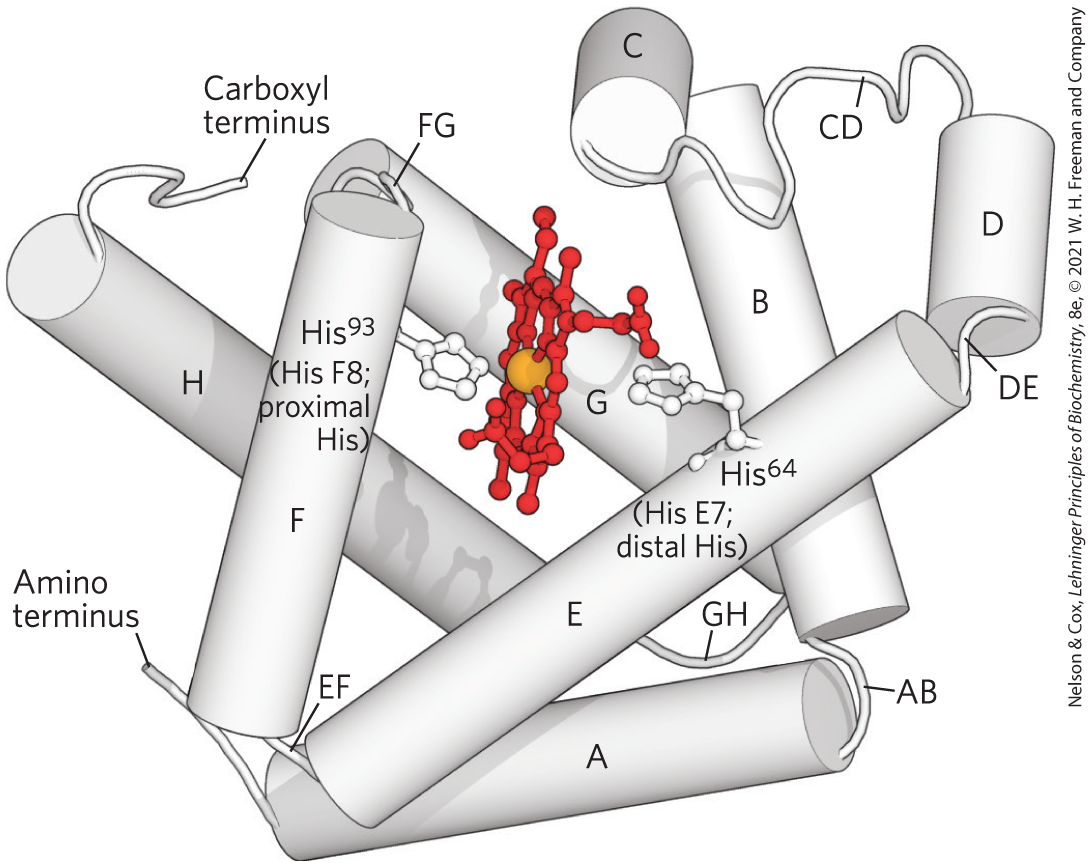 C
Carboxyl
terminus
FG
CD
D
B
His93
(His F8;
proximal
His)
H
G
DE
His64
(His E7;
distal His)
F
Amino
terminus
E
GH
EF
AB
A
Nelson & Cox, Lehninger Principles of Biochemistry, 8e, © 2021 W. H. Freeman and Company